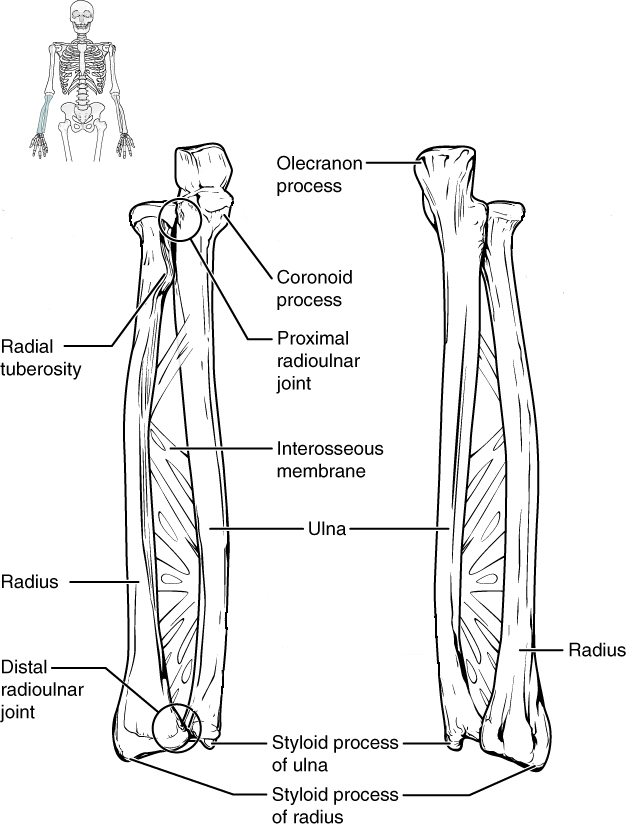 Olecranon
process
Coronoid
process
Radial
tuberosity
Proximal
radioulnar
joint
Interosseous
membrane
Ulna
Radius
Radius
Distal
radioulnar
joint
Styloid process
of ulna
Styloid process
of radius